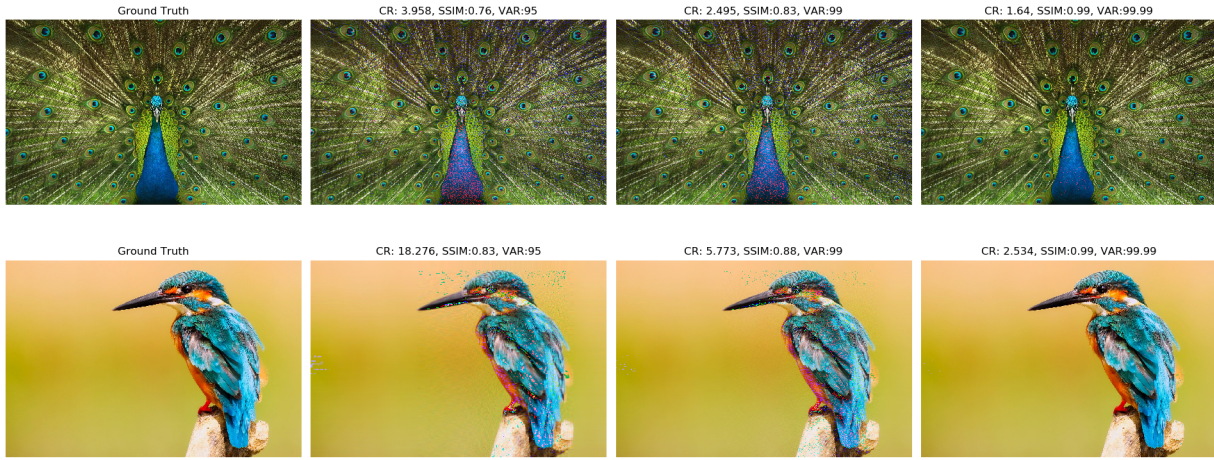 Ground Truth
CR: 3.958, SSIM:0.76, VAR:95
CR: 2.495, SSIM:0.83, VAR:99
CR: 1.64, SSIM:0.99, VAR:99.99
Ground Truth
CR: 18.276, SSIM:0.83, VAR:95
CR: 5.773, SSIM:0.88, VAR:99
CR: 2.534, SSIM:0.99, VAR:99.99